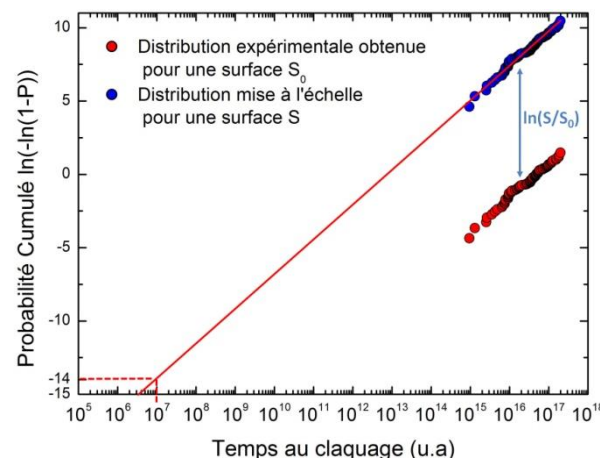 Probabilité Cumulé ln(-ln(1-P))
10
5
0
-5
-10
-14
-15
Distribution expérimentale obtenue
pour une surface S₀
Distribution mise à l'échelle
pour une surface S
ln(S/S₀)
10⁵ 10⁶ 10⁷ 10⁸ 10⁹ 10¹⁰ 10¹¹ 10¹² 10¹³ 10¹⁴ 10¹⁵ 10¹⁶ 10¹⁷ 10¹⁸
Temps au claquage (u.a)